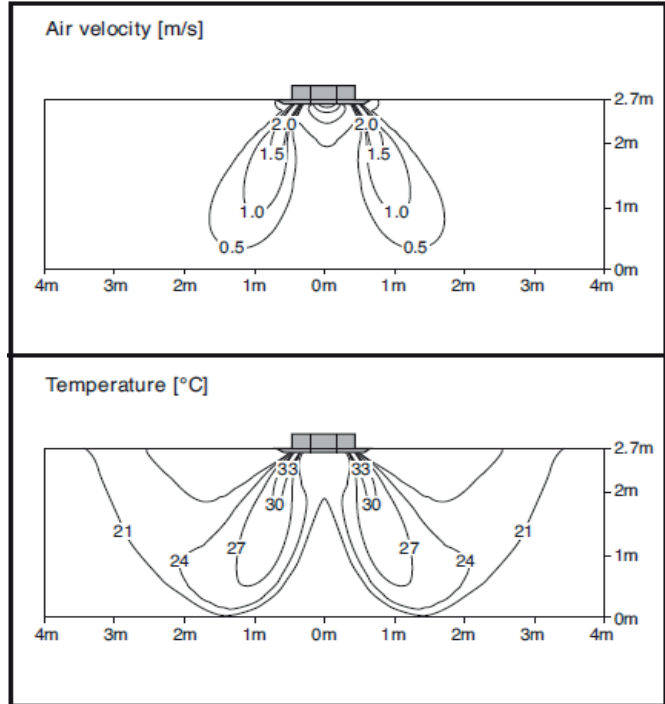 Air velocity [m/s]
2.7m
2.0 2.0
2m
1.5 1.5
1.0 1.0
1m
0.5 0.5
0m
4m 3m 2m 1m 0m 1m 2m 3m 4m
Temperature [°C]
2.7m
33 33
2m
30 30
21 27 27 21
24 24
1m
0m
4m 3m 2m 1m 0m 1m 2m 3m 4m